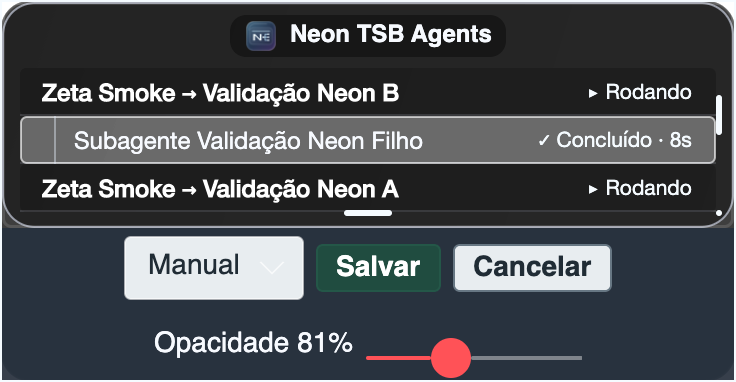 NE Neon TSB Agents
Zeta Smoke → Validação Neon B ▸ Rodando
Subagente Validação Neon Filho ✓ Concluído · 8s
Zeta Smoke → Validação Neon A ▸ Rodando
Manual Salvar Cancelar
Opacidade 81%